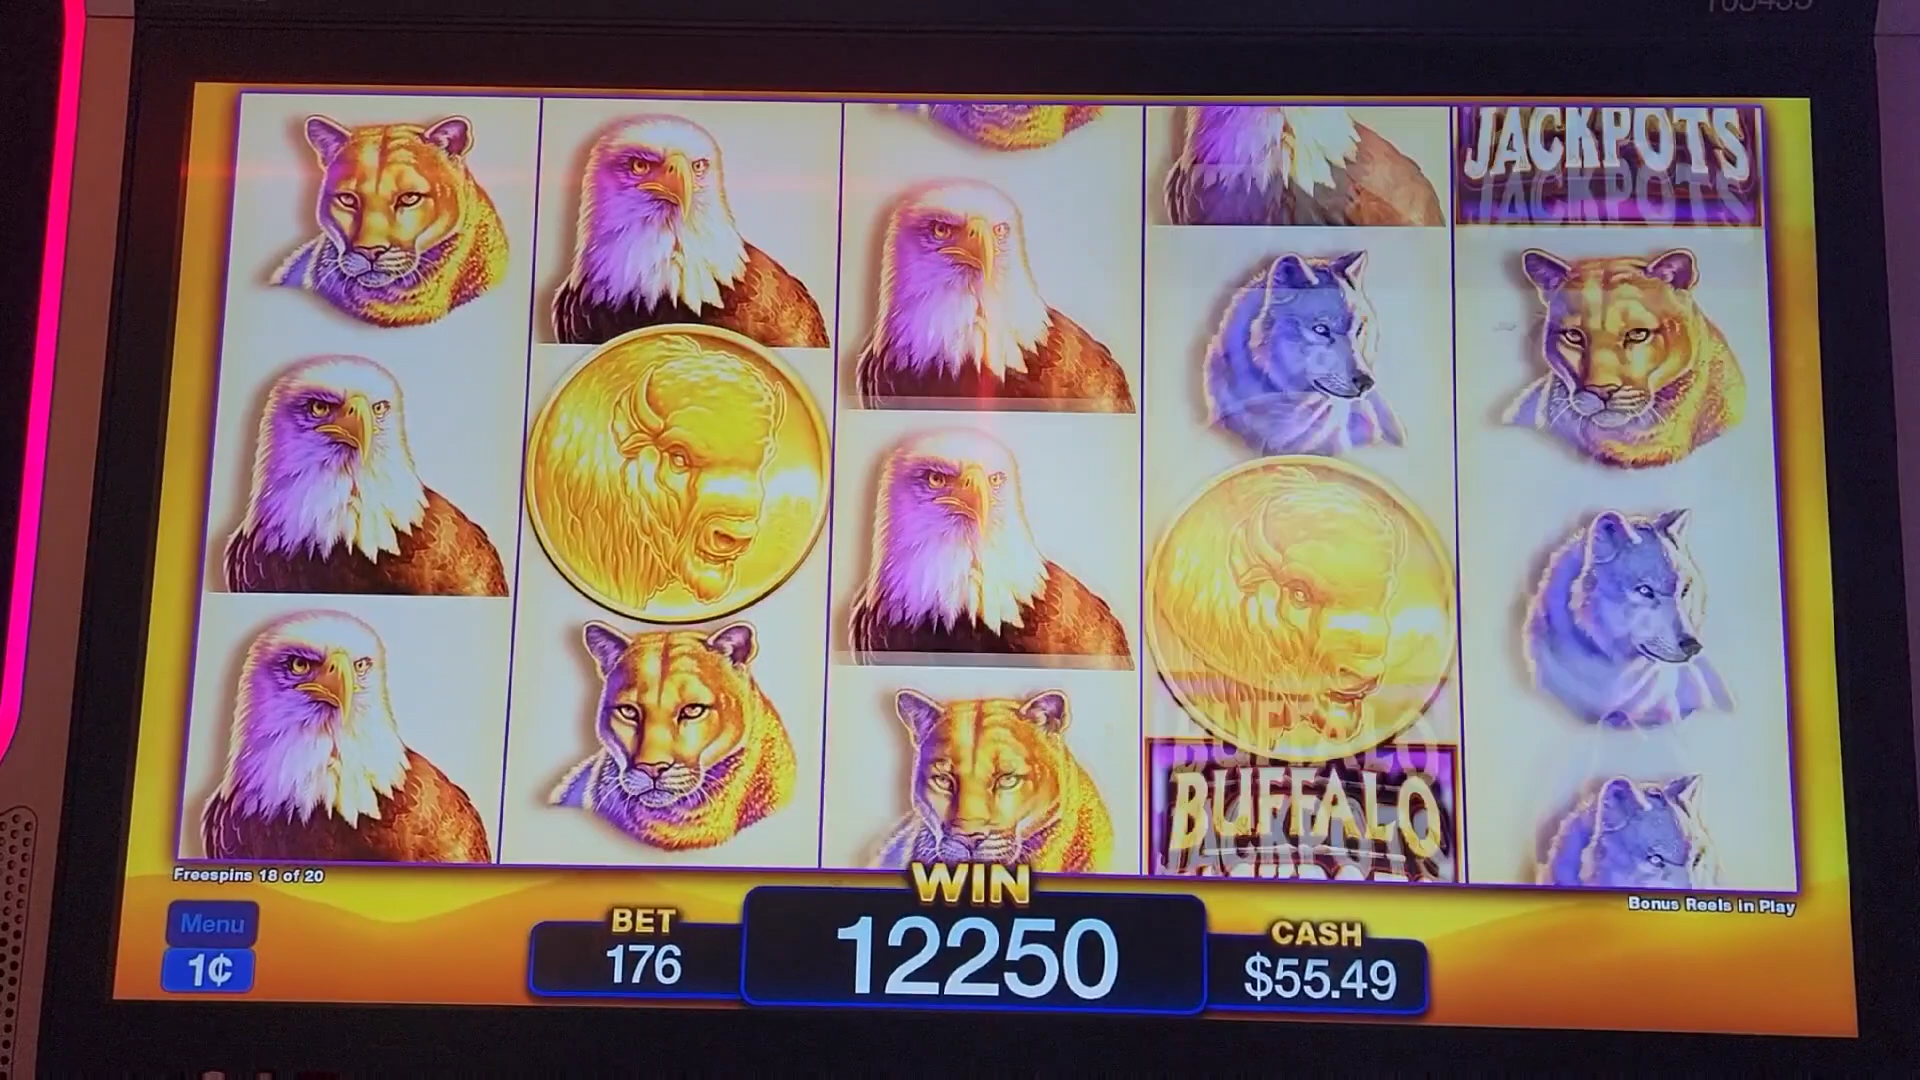 JACKPOTS
BUFFALO
Freespins 18 of 20
Bonus Reels in Play
Menu
1¢
BET
176
WIN
12250
CASH
$55.49